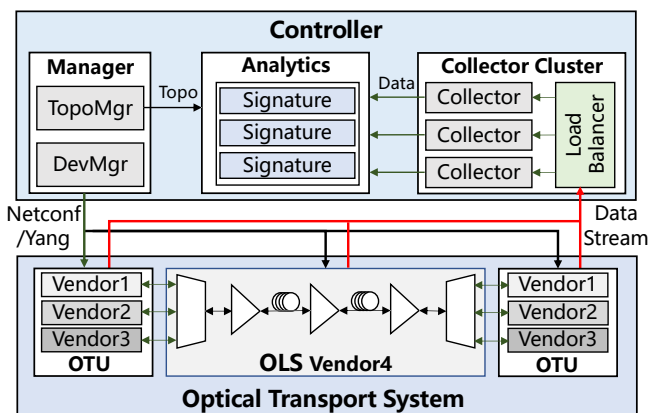 Controller
Manager
TopoMgr
DevMgr
Topo
Analytics
Signature
Signature
Signature
Data
Collector Cluster
Collector
Collector
Collector
Load
Balancer
Netconf
/Yang
Data
Stream
Vendor1
Vendor2
Vendor3
OTU
OLS Vendor4
Vendor1
Vendor2
Vendor3
OTU
Optical Transport System